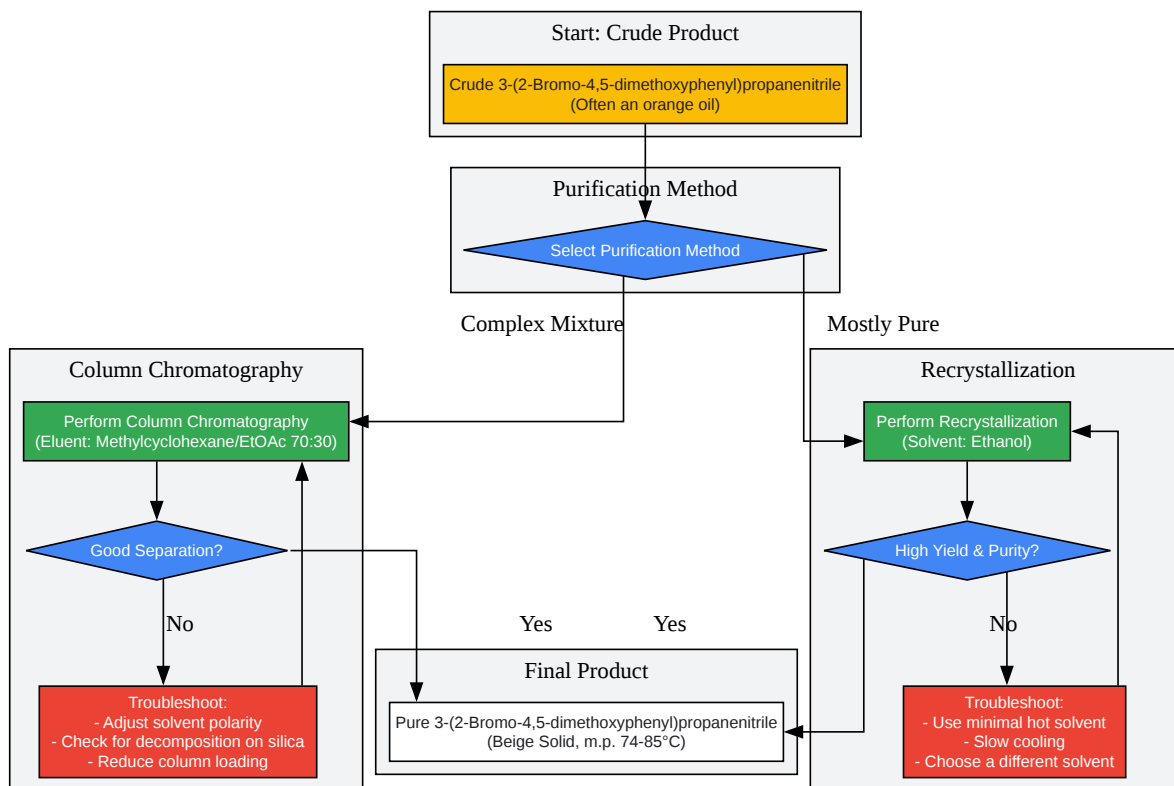 Start: Crude Product
Crude 3-(2-Bromo-4,5-dimethoxyphenyl)propanenitrile
(Often an orange oil)
Purification Method
Select Purification Method
Complex Mixture
Mostly Pure
Column Chromatography
Perform Column Chromatography
(Eluent: Methylcyclohexane/EtOAc 70:30)
Good Separation?
No
Troubleshoot:
- Adjust solvent polarity
- Check for decomposition on silica
- Reduce column loading
Recrystallization
Perform Recrystallization
(Solvent: Ethanol)
High Yield & Purity?
No
Troubleshoot:
- Use minimal hot solvent
- Slow cooling
- Choose a different solvent
Yes
Yes
Final Product
Pure 3-(2-Bromo-4,5-dimethoxyphenyl)propanenitrile
(Beige Solid, m.p. 74-85°C)